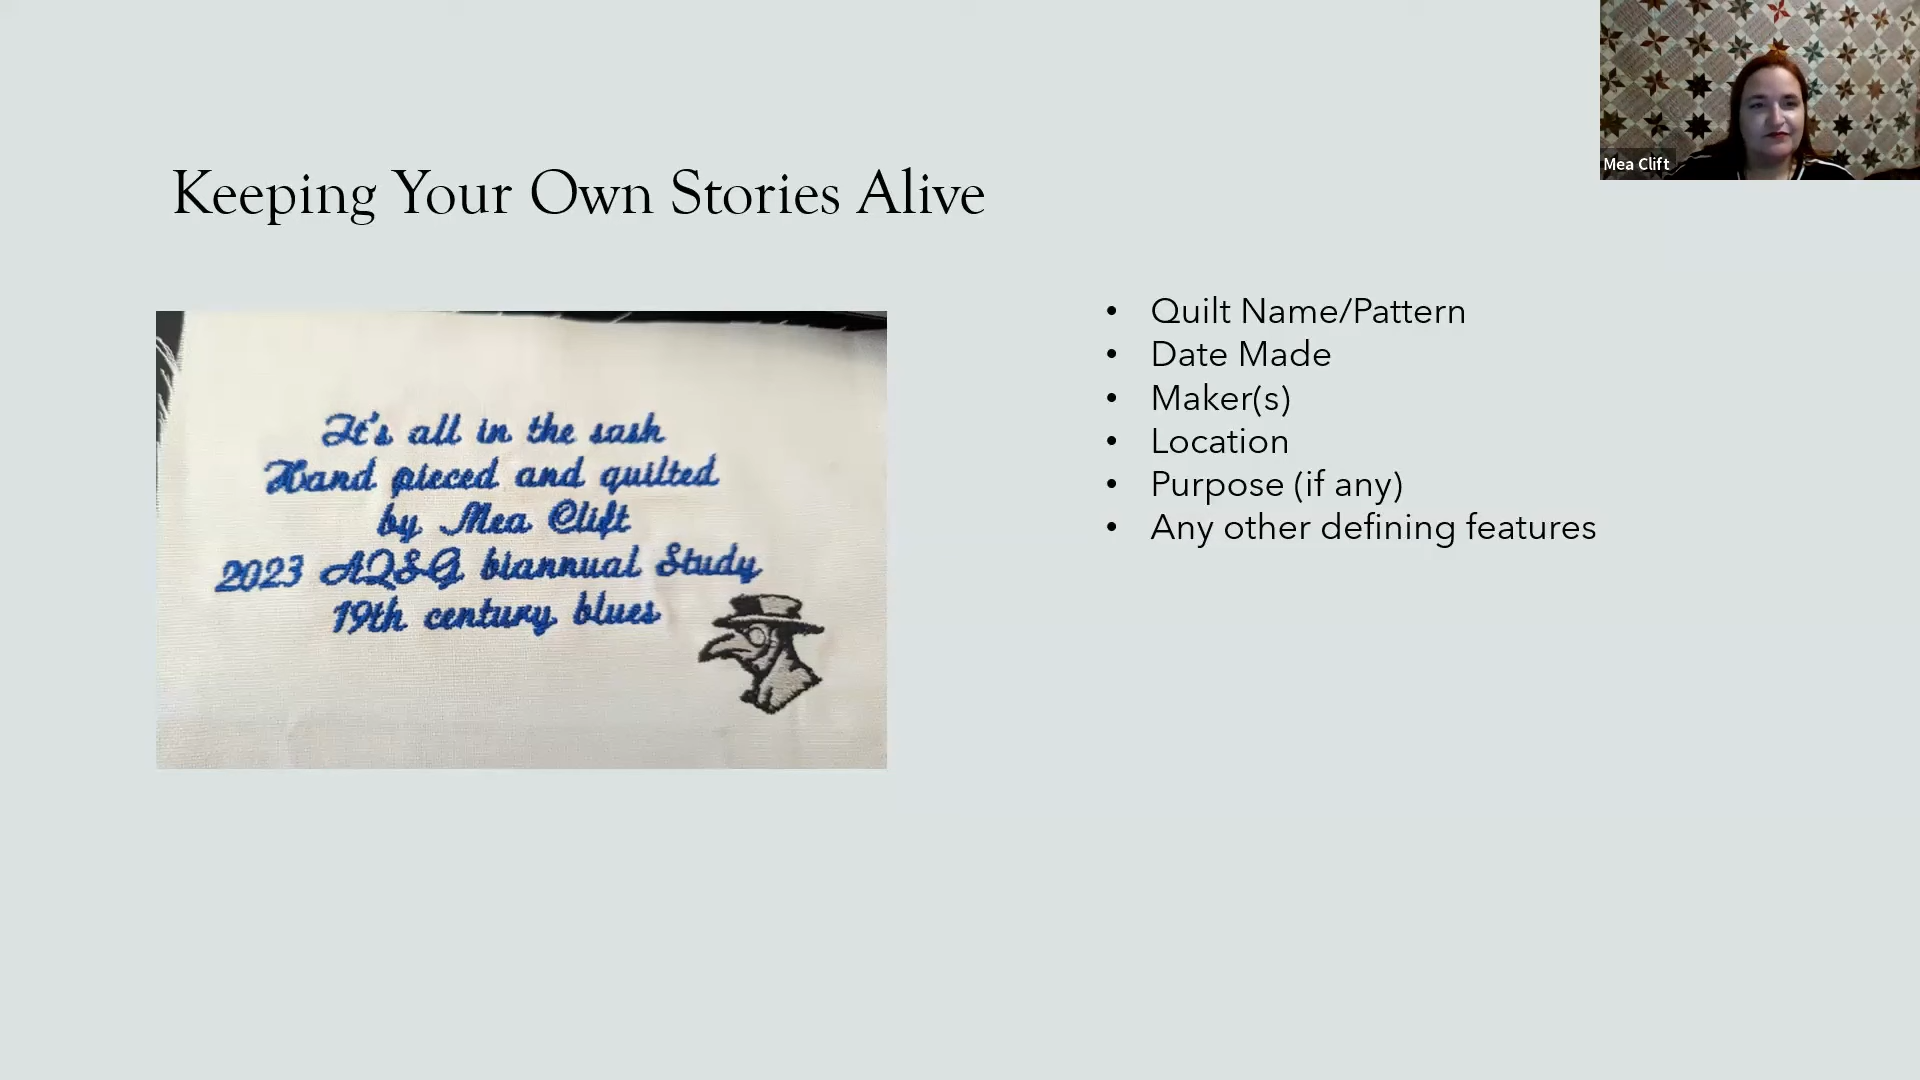 Keeping Your Own Stories Alive
It's all in the sash
Hand pieced and quilted
by Mea Clift
2023 AQSG biannual Study
19th century blues
• Quilt Name/Pattern
• Date Made
• Maker(s)
• Location
• Purpose (if any)
• Any other defining features
Mea Clift